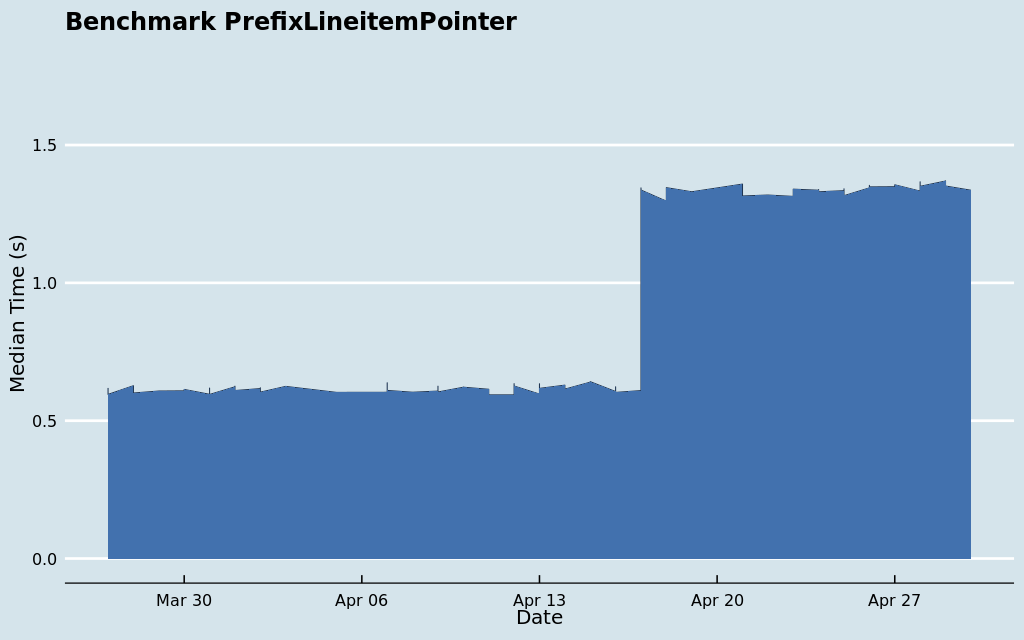 Benchmark PrefixLineitemPointer
Median Time (s)
1.5
1.0
0.5
0.0
Mar 30 Apr 06 Apr 13 Apr 20 Apr 27
Date